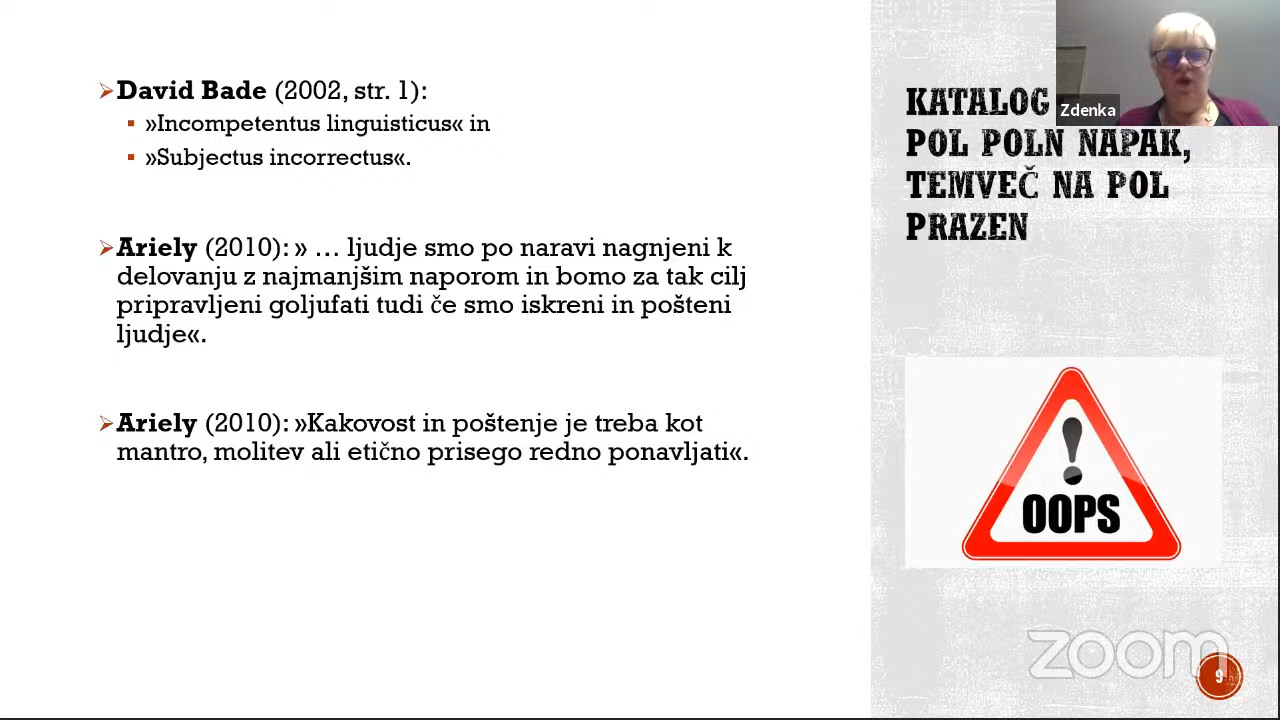 David Bade (2002, str. 1):
»Incompetentus linguisticus« in
»Subjectus incorrectus«.
Ariely (2010): » … ljudje smo po naravi nagnjeni k
delovanju z najmanjšim naporom in bomo za tak cilj
pripravljeni goljufati tudi če smo iskreni in pošteni
ljudje«.
Ariely (2010): »Kakovost in poštenje je treba kot
mantro, molitev ali etično prisego redno ponavljati«.
Zdenka
KATALOG
POL POLN NAPAK,
TEMVEČ NA POL
PRAZEN
!
OOPS
zoom
9